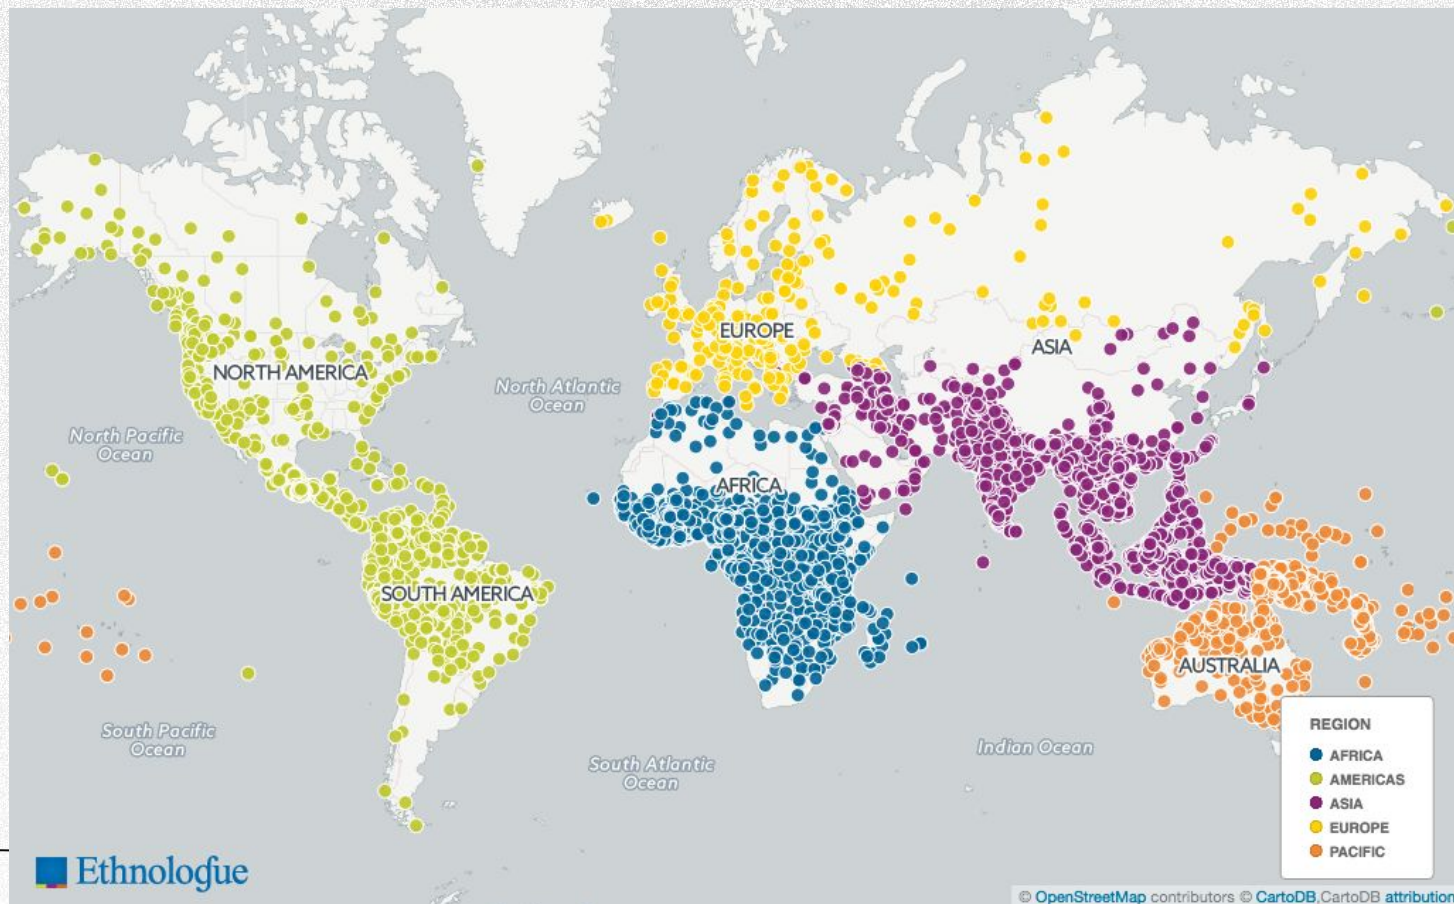 EUROPE
ASIA
NORTH AMERICA
North Atlantic
Ocean
North Pacific
Ocean
AFRICA
SOUTH AMERICA
AUSTRALIA
South Pacific
Ocean
South Atlantic
Ocean
Indian Ocean
REGION
AFRICA
AMERICAS
ASIA
EUROPE
PACIFIC
Ethnologue
© OpenStreetMap contributors © CartoDB,CartoDB attribution